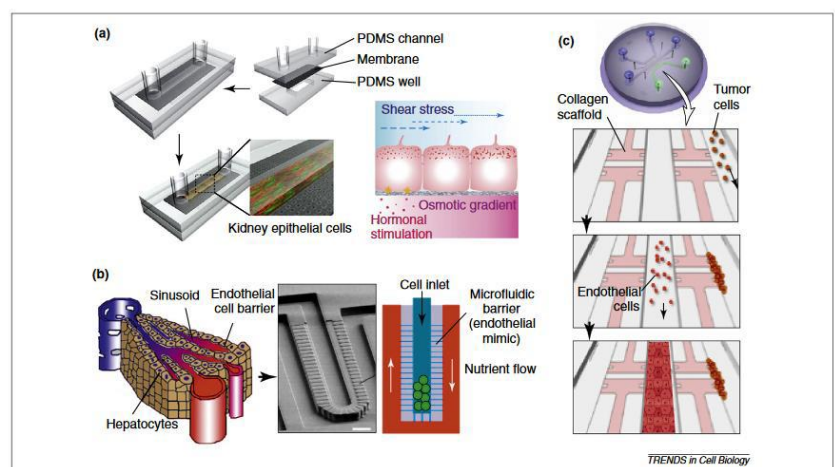 (a)
PDMS channel
Membrane
PDMS well
Shear stress
Kidney epithelial cells
Osmotic gradient
Hormonal
stimulation
(b)
Sinusoid
Endothelial
cell barrier
Hepatocytes
Cell inlet
Microfluidic
barrier
(endothelial
mimic)
Nutrient flow
(c)
Collagen
scaffold
Tumor
cells
Endothelial
cells
TRENDS in Cell Biology